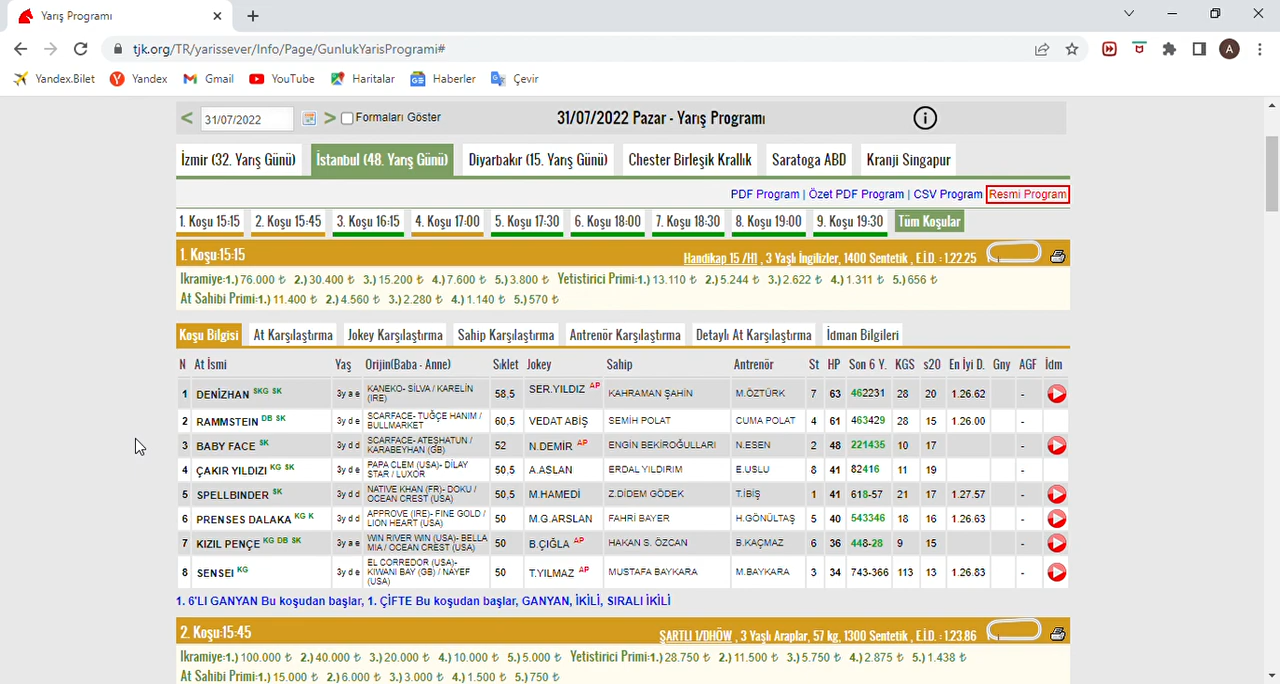 Yarış Programı
tjk.org/TR/yarissever/Info/Page/GunlukYarisProgrami#
A
Yandex.Bilet Yandex Gmail YouTube Haritalar Haberler Çevir
< 31/07/2022 > Formaları Göster 31/07/2022 Pazar - Yarış Programı
İzmir (32. Yarış Günü) İstanbul (48. Yarış Günü) Diyarbakır (15. Yarış Günü) Chester Birleşik Krallık Saratoga ABD Kranji Singapur
PDF Program | Özet PDF Program | CSV Program Resmi Program
1. Koşu 15:15 2. Koşu 15:45 3. Koşu 16:15 4. Koşu 17:00 5. Koşu 17:30 6. Koşu 18:00 7. Koşu 18:30 8. Koşu 19:00 9. Koşu 19:30 Tüm Koşular
1. Koşu:15:15 Handikap 15 /H1 , 3 Yaşlı İngilizler, 1400 Sentetik , E.İ.D. : 1.22.25
İkramiye:1.) 76.000 ₺ 2.) 30.400 ₺ 3.) 15.200 ₺ 4.) 7.600 ₺ 5.) 3.800 ₺ Yetistirici Primi:1.) 13.110 ₺ 2.) 5.244 ₺ 3.) 2.622 ₺ 4.) 1.311 ₺ 5.) 656 ₺
At Sahibi Primi:1.) 11.400 ₺ 2.) 4.560 ₺ 3.) 2.280 ₺ 4.) 1.140 ₺ 5.) 570 ₺
Koşu Bilgisi At Karşılaştırma Jokey Karşılaştırma Sahip Karşılaştırma Antrenör Karşılaştırma Detaylı At Karşılaştırma İdman Bilgileri
N At İsmi Yaş Orijin(Baba - Anne) Sıklet Jokey Sahip Antrenör St HP Son 6 Y. KGS s20 En İyi D. Gny AGF İdm
1 DENİZHAN SKG SK 3y a e KANEKO- SİLVA / KARELİN (IRE) 58,5 SER.YILDIZ AP KAHRAMAN ŞAHİN M.ÖZTÜRK 7 63 462231 28 20 1.26.62 -
2 RAMMSTEIN DB SK 3y d e SCARFACE- TUĞÇE HANIM / BULLMARKET 60,5 VEDAT ABİŞ SEMİH POLAT CUMA POLAT 4 61 463429 28 15 1.26.00 -
3 BABY FACE SK 3y d d SCARFACE- ATEŞHATUN / KARABEYHAN (GB) 52 N.DEMİR AP ENGİN BEKİROĞULLARI N.ESEN 2 48 221435 10 17 -
4 ÇAKIR YILDIZI KG SK 3y d e PAPA CLEM (USA)- DİLAY STAR / LUXOR 50,5 A.ASLAN ERDAL YILDIRIM E.USLU 8 41 82416 11 19 -
5 SPELLBINDER SK 3y d d NATIVE KHAN (FR)- DOKU / OCEAN CREST (USA) 50,5 M.HAMEDİ Z.DİDEM GÖDEK T.İBİŞ 1 41 618-57 21 17 1.27.57 -
6 PRENSES DALAKA KG K 3y d d APPROVE (IRE)- FINE GOLD / LION HEART (USA) 50 M.G.ARSLAN FAHRİ BAYER H.GÖNÜLTAŞ 5 40 543346 18 16 1.26.63 -
7 KIZIL PENÇE KG DB SK 3y a e WIN RIVER WIN (USA)- BELLA MIA / OCEAN CREST (USA) 50 B.ÇIĞLA AP HAKAN S. ÖZCAN B.KAÇMAZ 6 36 448-28 9 15 -
8 SENSEI KG 3y d e EL CORREDOR (USA)- KIWANI BAY (GB) / NAYEF (USA) 50 T.YILMAZ AP MUSTAFA BAYKARA M.BAYKARA 3 34 743-366 113 13 1.26.83 -
1. 6'LI GANYAN Bu koşudan başlar, 1. ÇİFTE Bu koşudan başlar, GANYAN, İKİLİ, SIRALI İKİLİ
2. Koşu:15:45 ŞARTLI 1/DHÖW , 3 Yaşlı Araplar, 57 kg, 1300 Sentetik , E.İ.D. : 1.23.86
İkramiye:1.) 100.000 ₺ 2.) 40.000 ₺ 3.) 20.000 ₺ 4.) 10.000 ₺ 5.) 5.000 ₺ Yetistirici Primi:1.) 28.750 ₺ 2.) 11.500 ₺ 3.) 5.750 ₺ 4.) 2.875 ₺ 5.) 1.438 ₺
At Sahibi Primi:1.) 15.000 ₺ 2.) 6.000 ₺ 3.) 3.000 ₺ 4.) 1.500 ₺ 5.) 750 ₺